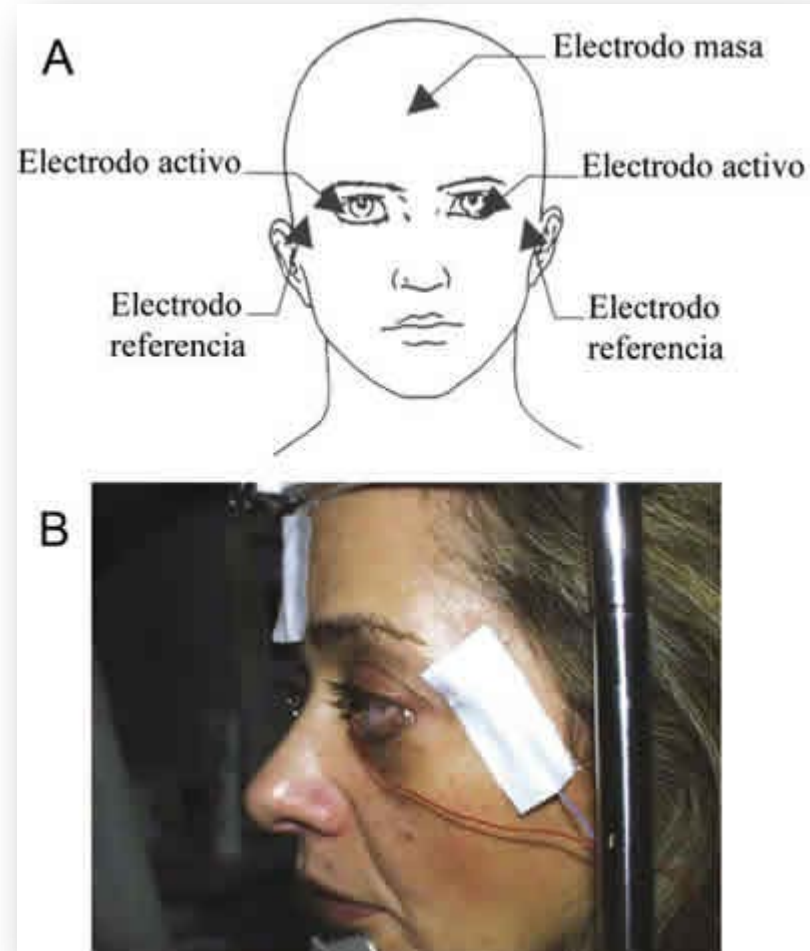 A
Electrodo masa
Electrodo activo
Electrodo activo
Electrodo
referencia
Electrodo
referencia
B